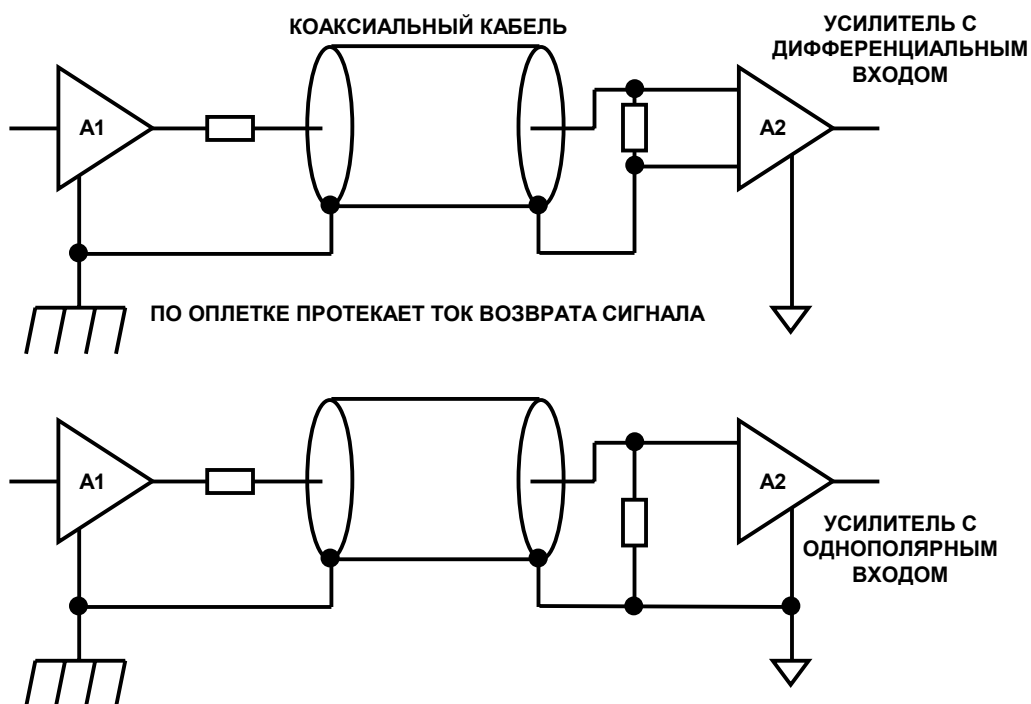 КОАКСИАЛЬНЫЙ КАБЕЛЬ
УСИЛИТЕЛЬ С
ДИФФЕРЕНЦИАЛЬНЫМ
ВХОДОМ
A1
A2
ПО ОПЛЕТКЕ ПРОТЕКАЕТ ТОК ВОЗВРАТА СИГНАЛА
A1
A2
УСИЛИТЕЛЬ С
ОДНОПОЛЯРНЫМ
ВХОДОМ